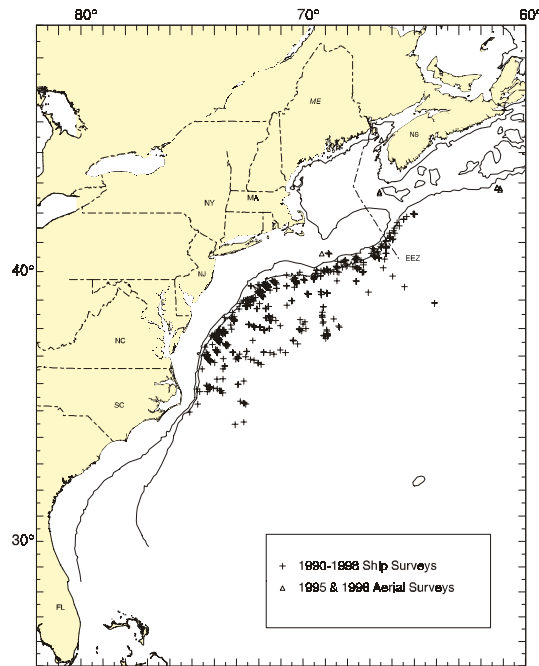 80° 70° 60°
ME
NS
NY MA
EEZ
40°
NJ
NC
SC
30°
1990-1998 Ship Surveys
1995 & 1998 Aerial Surveys
FL